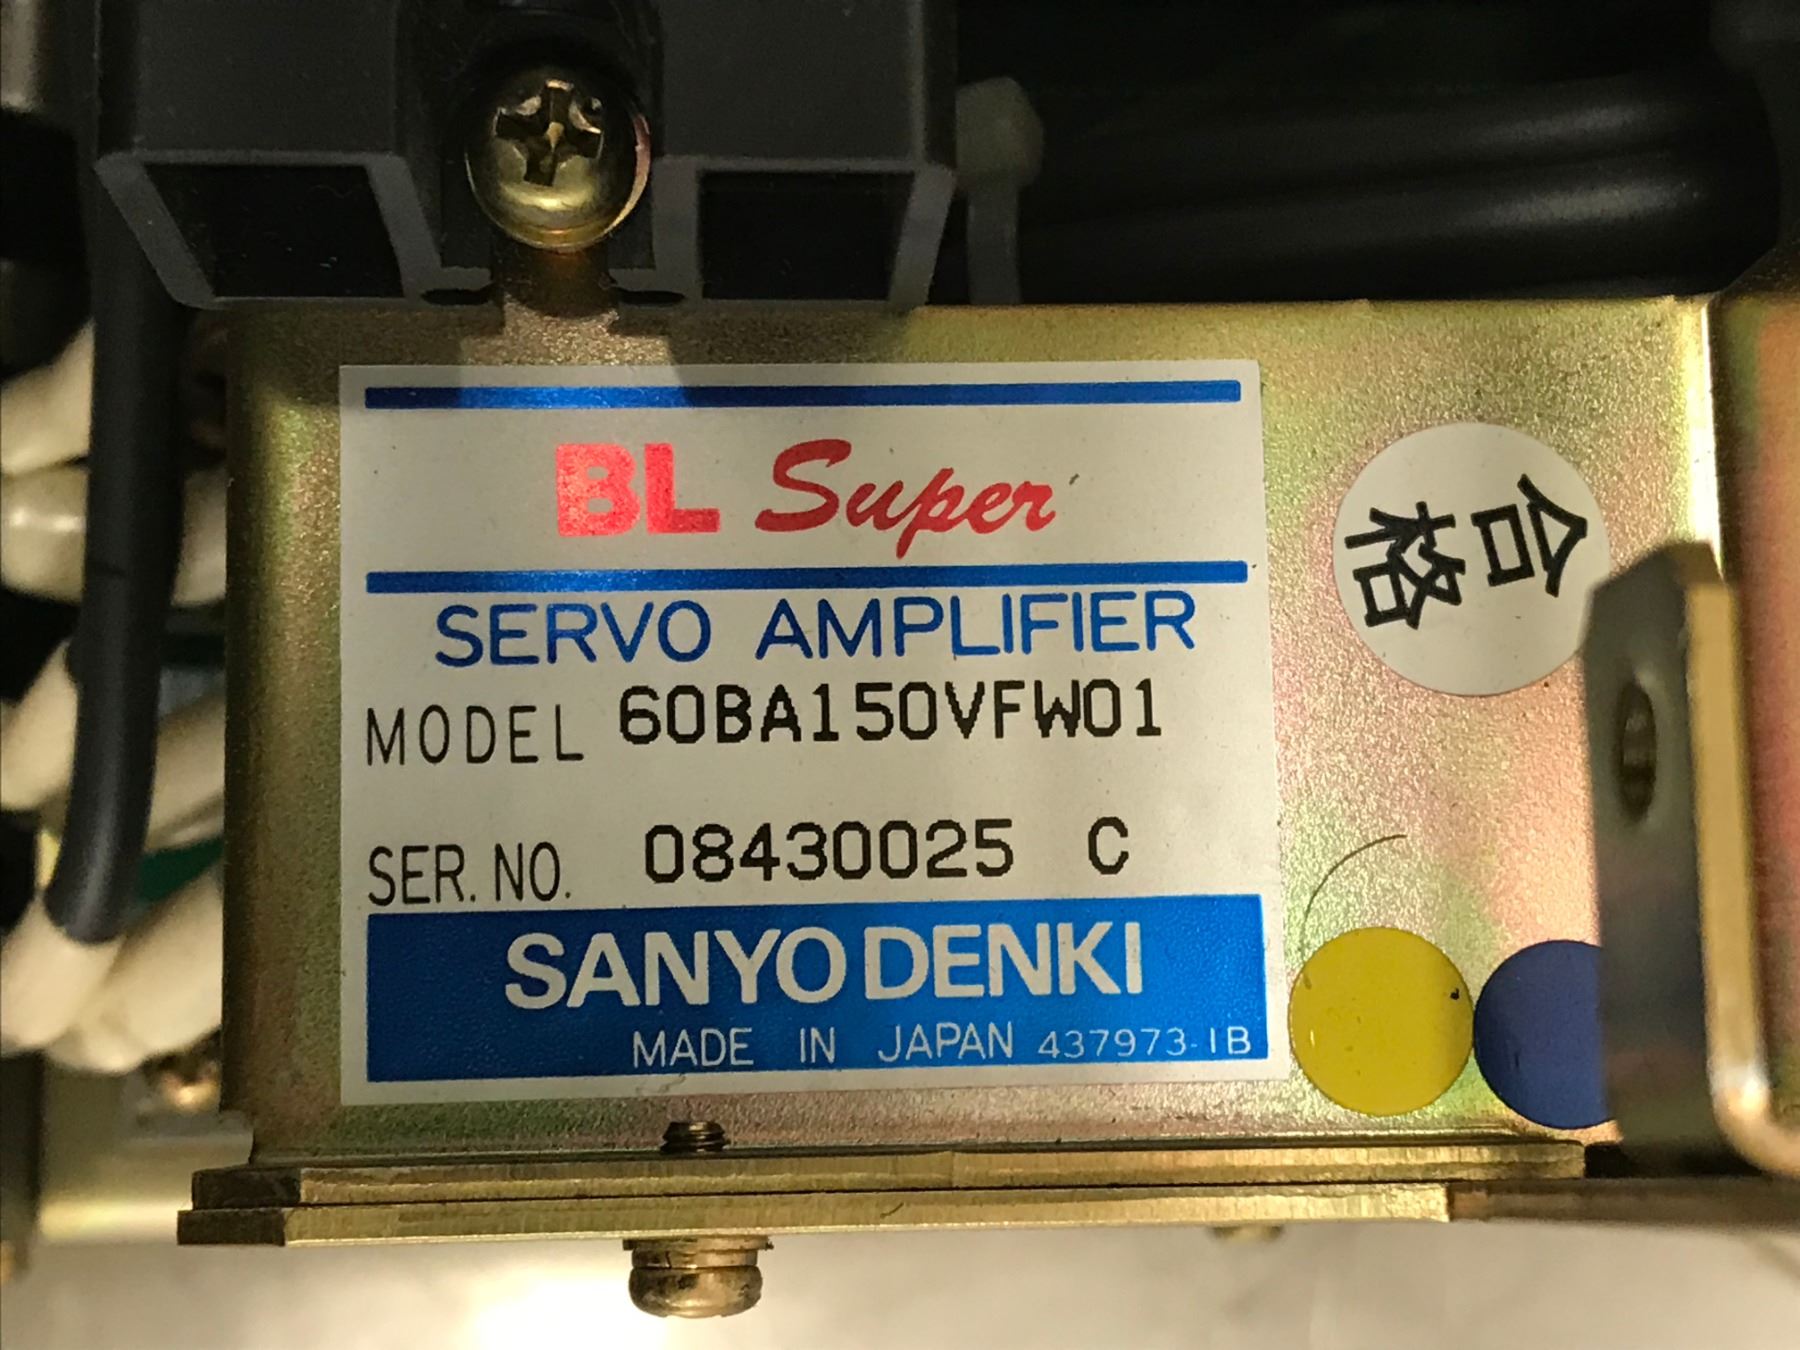 BL Super
SERVO AMPLIFIER
MODEL 60BA150VFW01
SER. NO. 08430025 C
SANYO DENKI
MADE IN JAPAN 437973-1B
合格